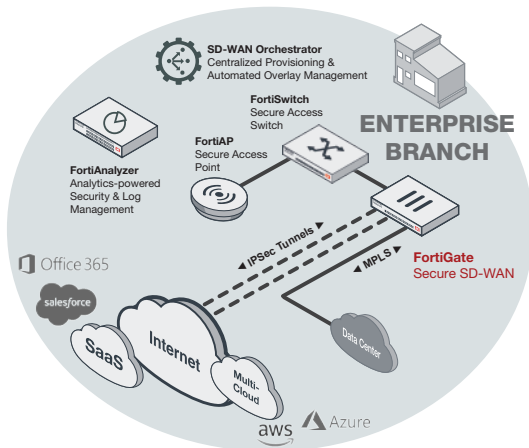 SD-WAN Orchestrator
Centralized Provisioning &
Automated Overlay Management
FortiSwitch
Secure Access
Switch
ENTERPRISE
BRANCH
FortiAP
Secure Access
Point
FortiAnalyzer
Analytics-powered
Security & Log
Management
IPSec Tunnels
MPLS
FortiGate
Secure SD-WAN
Office 365
salesforce
SaaS
Internet
Multi-
Cloud
Data Center
aws
Azure